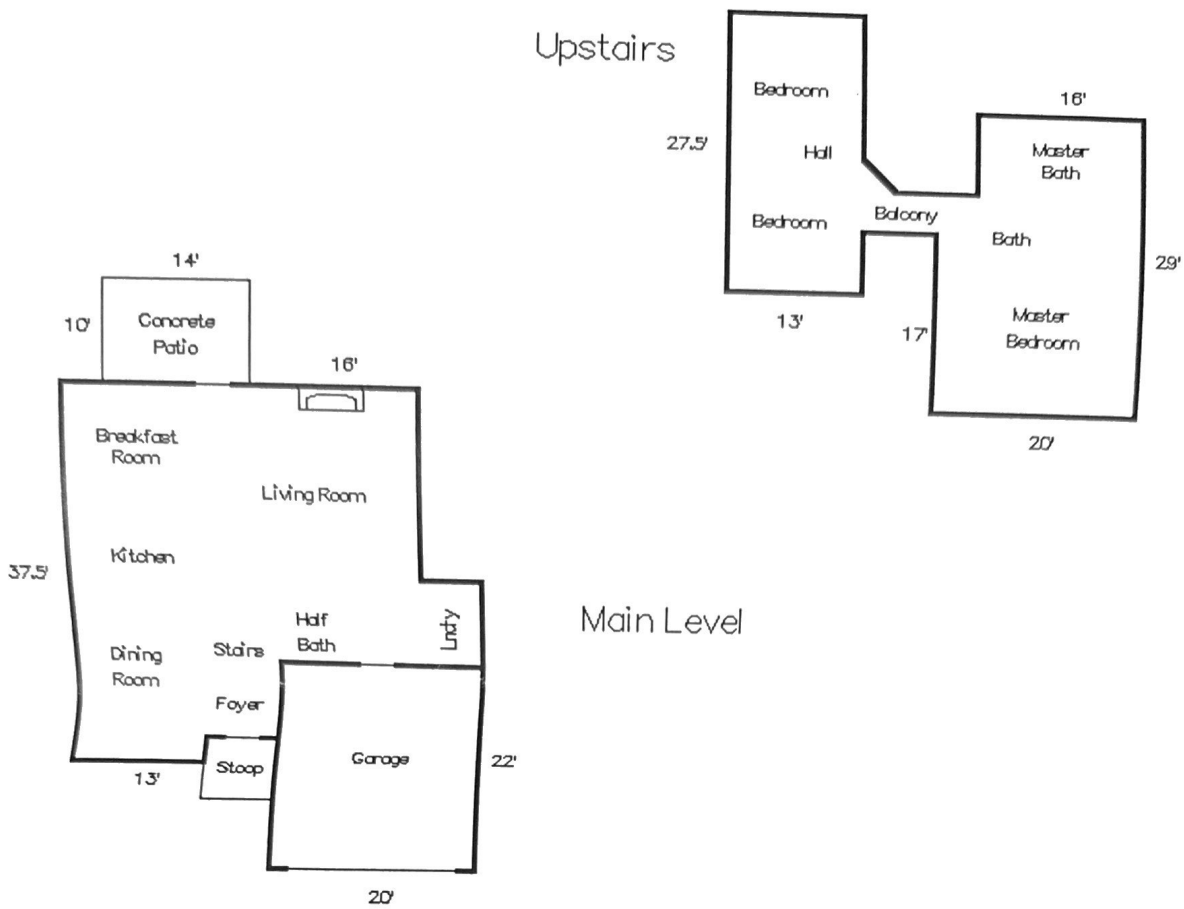 Upstairs
Bedroom
27.5'
Hall
Bedroom
Balcony
13'
16'
Master
Bath
Bath
29'
Master
Bedroom
17'
20'
14'
10'
Concrete
Patio
16'
Breakfast
Room
Living Room
Kitchen
37.5'
Half
Bath
Lndry
Main Level
Stairs
Dining
Room
Foyer
Stoop
Garage
22'
13'
20'